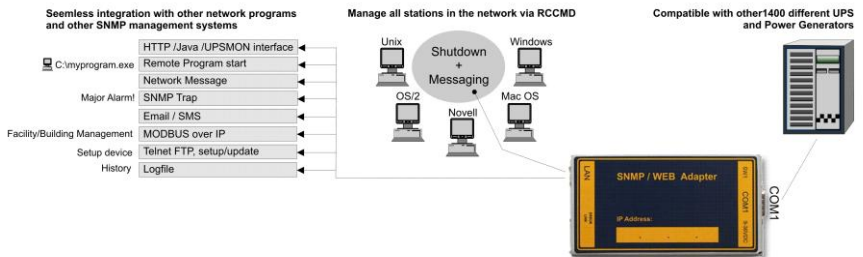 Seemless integration with other network programs
and other SNMP management systems
HTTP /Java /UPSMON interface
C:\myprogram.exe Remote Program start
Network Message
Major Alarm! SNMP Trap
Email / SMS
Facility/Building Management MODBUS over IP
Setup device Telnet FTP, setup/update
History Logfile
Manage all stations in the network via RCCMD
Unix
Shutdown
+
Messaging
Windows
OS/2
Mac OS
Novell
Compatible with other1400 different UPS
and Power Generators
LAN
SNMP / WEB Adapter
IP Address:
COM1
COM1